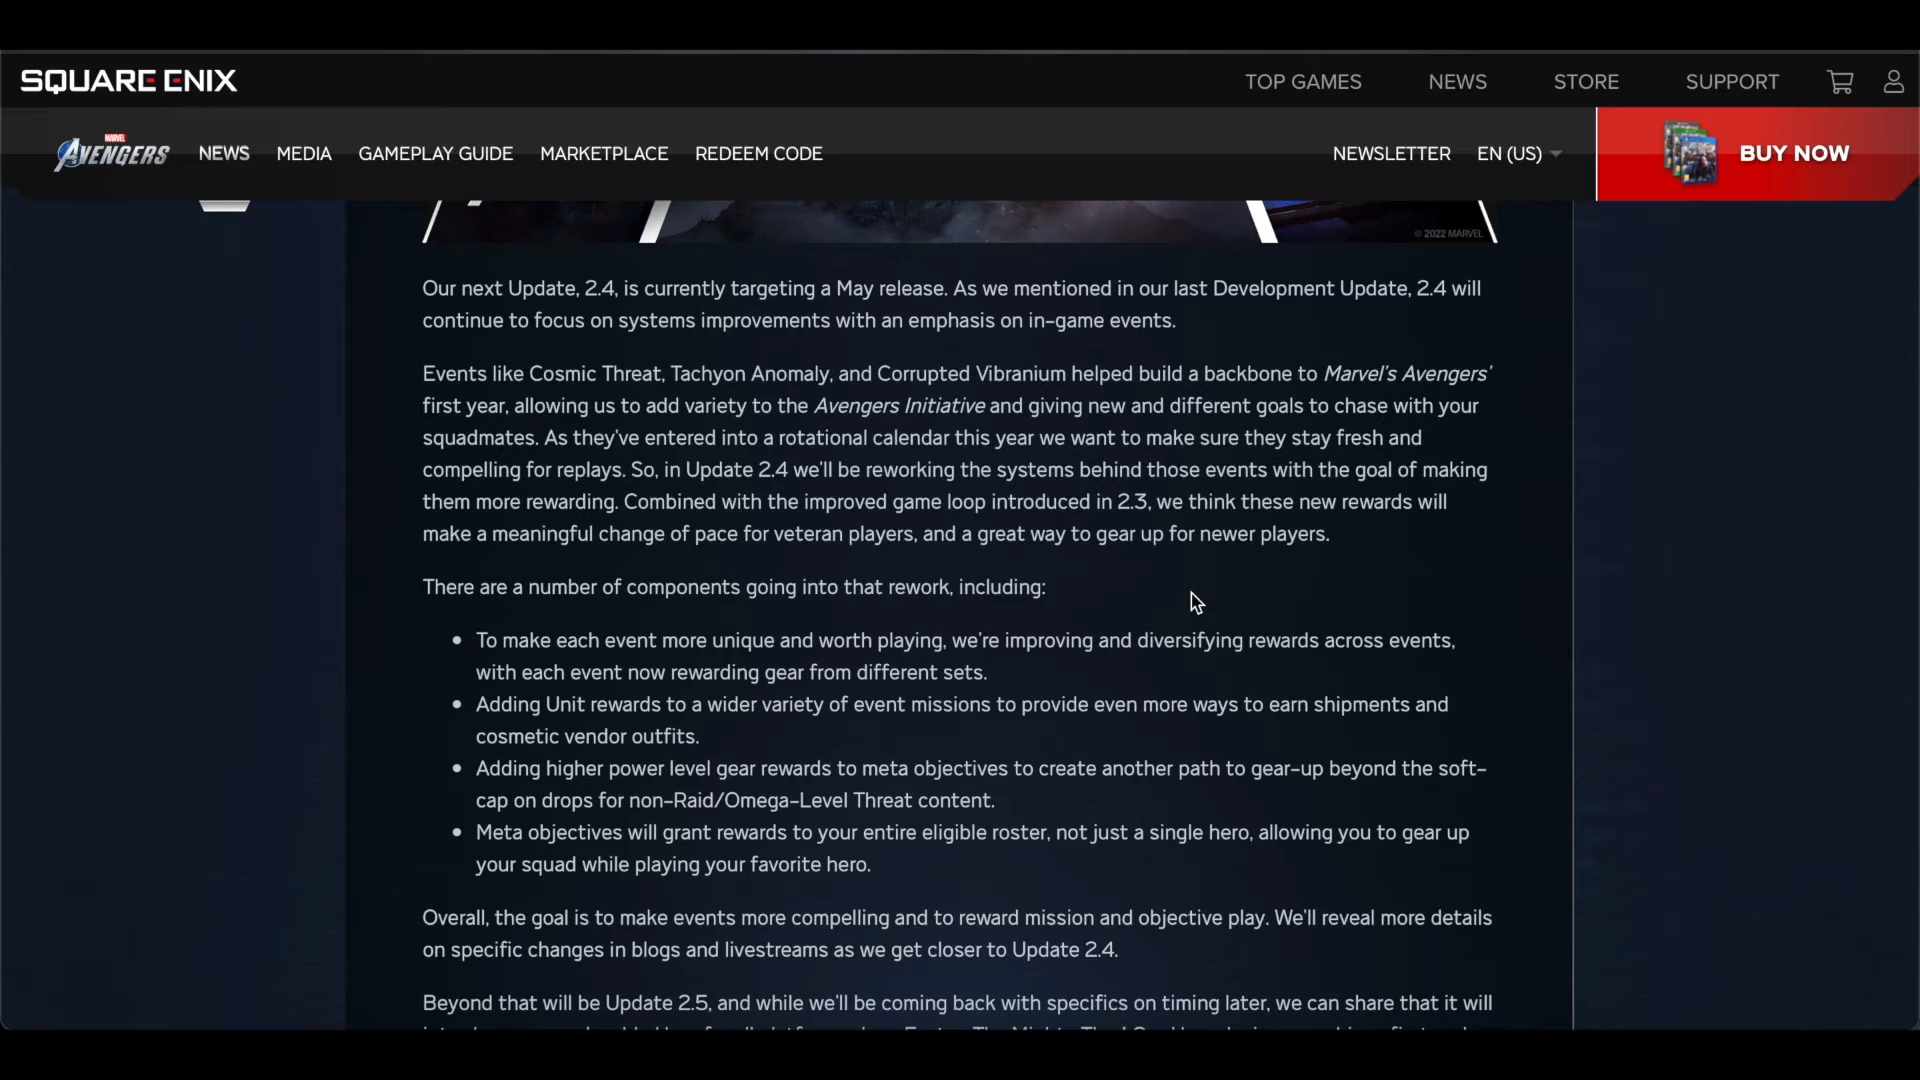 SQUARE ENIX
TOP GAMES
NEWS
STORE
SUPPORT
MARVEL
AVENGERS
NEWS
MEDIA
GAMEPLAY GUIDE
MARKETPLACE
REDEEM CODE
NEWSLETTER
EN (US)
BUY NOW
© 2022 MARVEL
Our next Update, 2.4, is currently targeting a May release. As we mentioned in our last Development Update, 2.4 will
continue to focus on systems improvements with an emphasis on in-game events.
Events like Cosmic Threat, Tachyon Anomaly, and Corrupted Vibranium helped build a backbone to Marvel's Avengers'
first year, allowing us to add variety to the Avengers Initiative and giving new and different goals to chase with your
squadmates. As they've entered into a rotational calendar this year we want to make sure they stay fresh and
compelling for replays. So, in Update 2.4 we'll be reworking the systems behind those events with the goal of making
them more rewarding. Combined with the improved game loop introduced in 2.3, we think these new rewards will
make a meaningful change of pace for veteran players, and a great way to gear up for newer players.
There are a number of components going into that rework, including:
• To make each event more unique and worth playing, we're improving and diversifying rewards across events,
with each event now rewarding gear from different sets.
• Adding Unit rewards to a wider variety of event missions to provide even more ways to earn shipments and
cosmetic vendor outfits.
• Adding higher power level gear rewards to meta objectives to create another path to gear-up beyond the soft-
cap on drops for non-Raid/Omega-Level Threat content.
• Meta objectives will grant rewards to your entire eligible roster, not just a single hero, allowing you to gear up
your squad while playing your favorite hero.
Overall, the goal is to make events more compelling and to reward mission and objective play. We'll reveal more details
on specific changes in blogs and livestreams as we get closer to Update 2.4.
Beyond that will be Update 2.5, and while we'll be coming back with specifics on timing later, we can share that it will